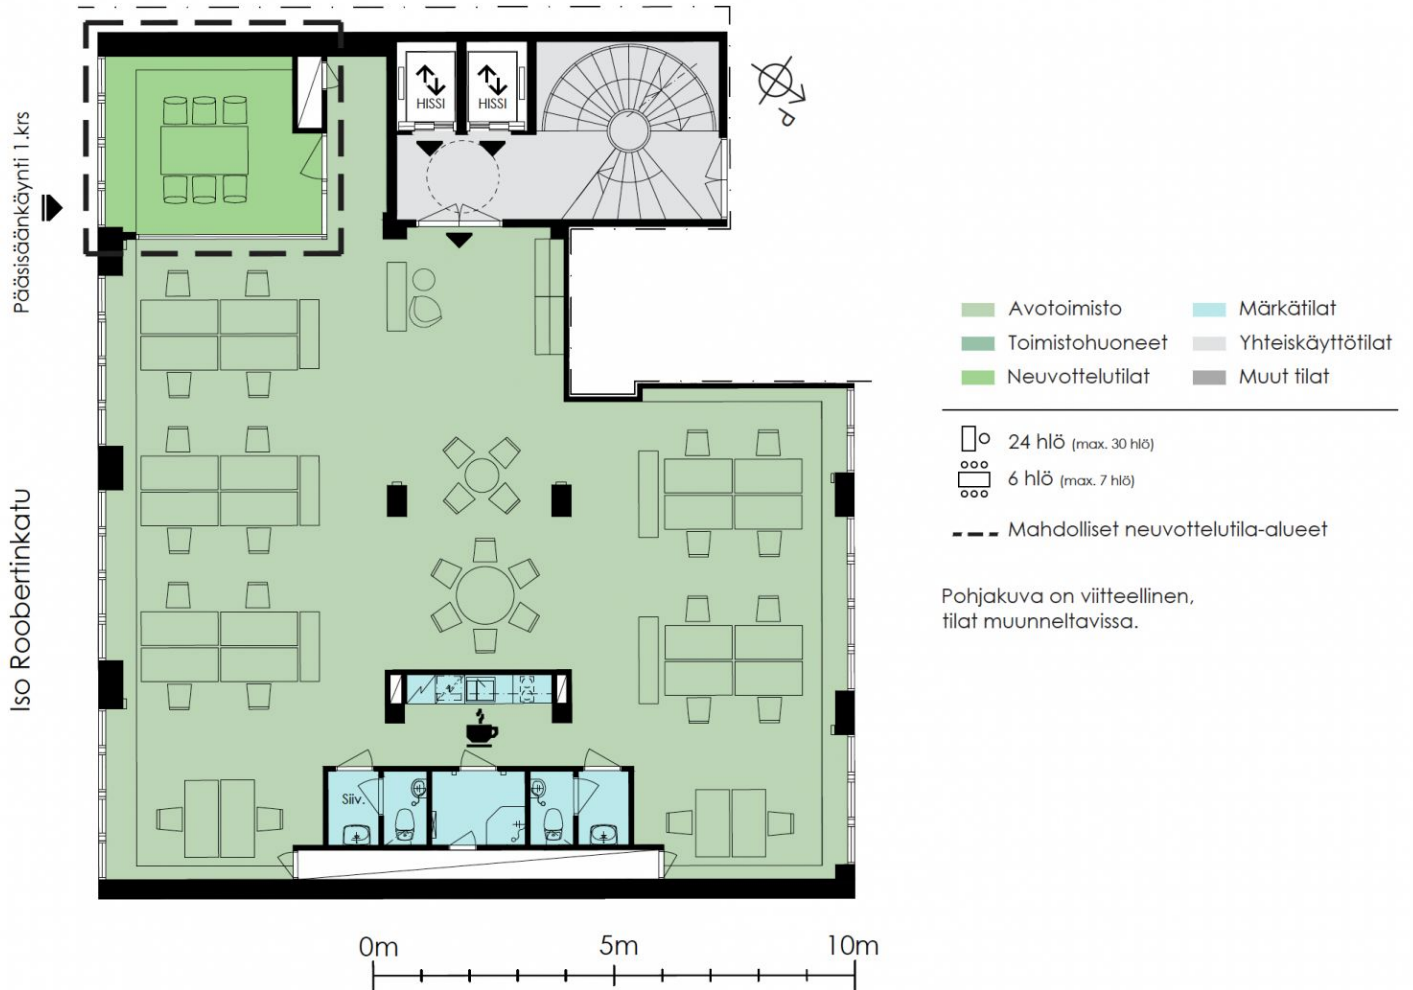 HISSI
HISSI
P
Pääsisäänkäynti 1.krs
Iso Roobertinkatu
Siiv.
Avotoimisto
Märkätilat
Toimistohuoneet
Yhteiskäyttötilat
Neuvottelutilat
Muut tilat
24 hlö (max. 30 hlö)
6 hlö (max. 7 hlö)
Mahdolliset neuvottelutila-alueet
Pohjakuva on viitteellinen,
tilat muunneltavissa.
0m 5m 10m